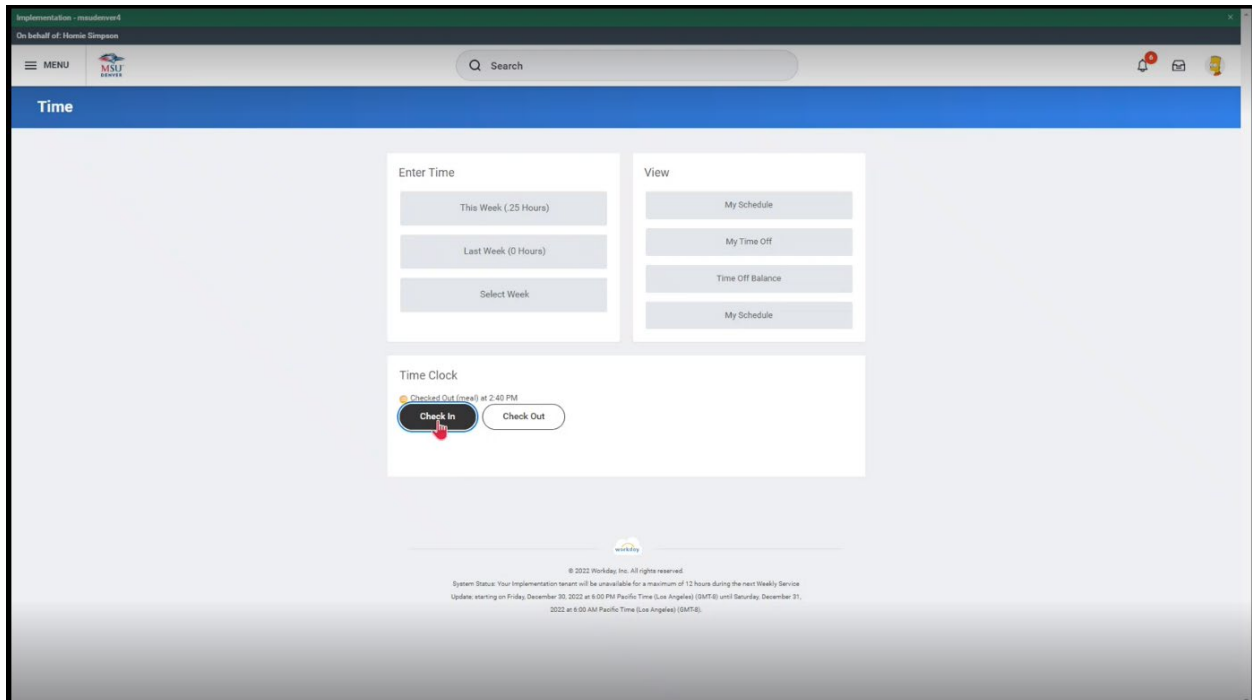 Implementation - msudenver4
On behalf of: Homie Simpson
MENU
MSU
DENVER
Search
6
Time
Enter Time
This Week (.25 Hours)
Last Week (0 Hours)
Select Week
View
My Schedule
My Time Off
Time Off Balance
My Schedule
Time Clock
Checked Out (meal) at 2:40 PM
Check In
Check Out
workday
© 2022 Workday, Inc. All rights reserved.
System Status: Your Implementation tenant will be unavailable for a maximum of 12 hours during the next Weekly Service
Update; starting on Friday, December 30, 2022 at 6:00 PM Pacific Time (Los Angeles) (GMT-8) until Saturday, December 31,
2022 at 6:00 AM Pacific Time (Los Angeles) (GMT-8).